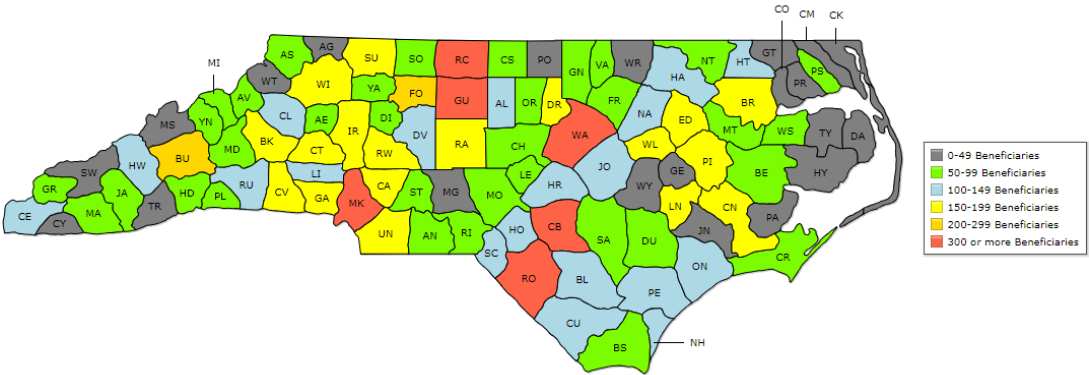 CO CM CK
AS AG SU SO RC CS PO GN VA WR HA NT HT GT PS
MI WT WI YA FO GU AL OR DR FR BR PR
MS YN AV CL AE IR DI DV RA CH WA NA ED MT WS TY DA
SW HW BU MD BK CT RW LI LE JO WL PI BE HY
GR JA HD PL RU CV GA MK CA ST MG MO HR WY GE
CE CY MA TR UN AN RI HO CB SA DU LN CN PA
SC RO BL JN ON CR
CU PE
BS NH
0-49 Beneficiaries
50-99 Beneficiaries
100-149 Beneficiaries
150-199 Beneficiaries
200-299 Beneficiaries
300 or more Beneficiaries